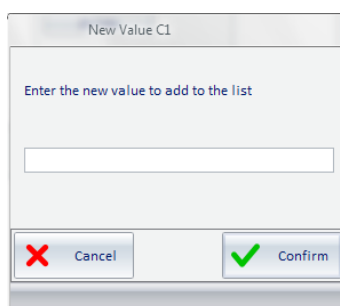 New Value C1
Enter the new value to add to the list
Cancel
Confirm